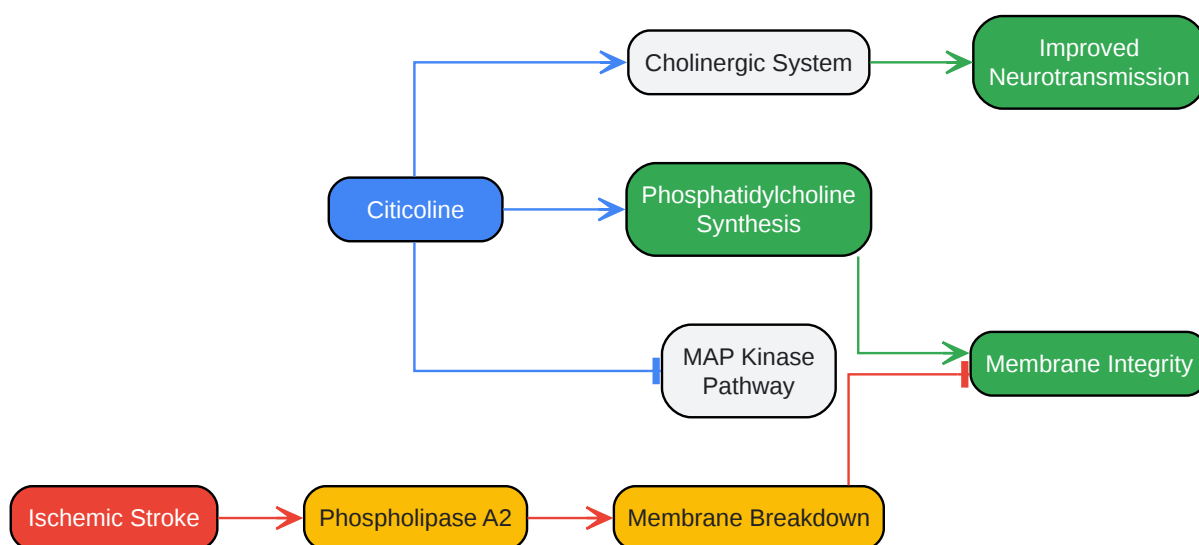 Cholinergic System
Improved
Neurotransmission
Citicoline
Phosphatidylcholine
Synthesis
MAP Kinase
Pathway
Membrane Integrity
Ischemic Stroke
Phospholipase A2
Membrane Breakdown